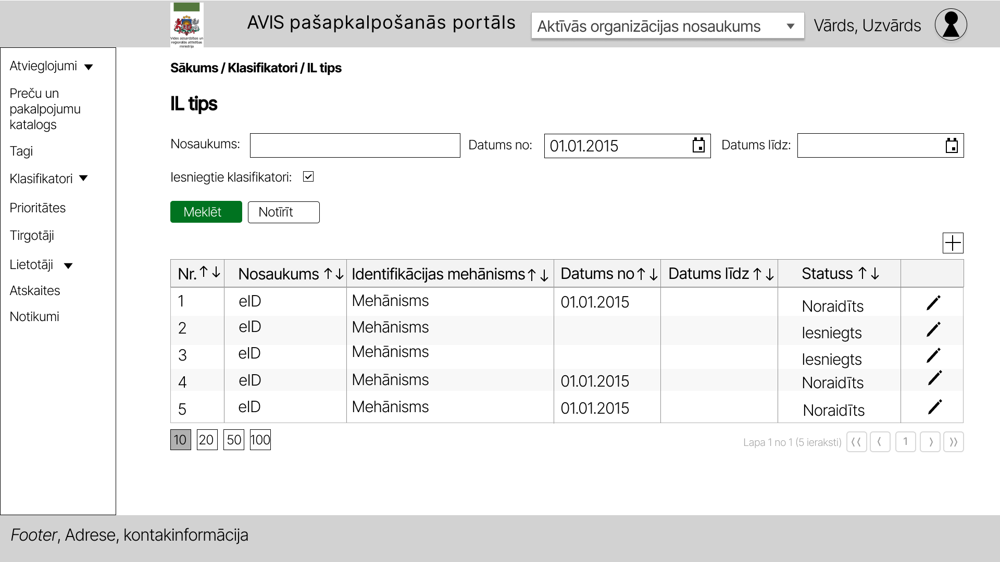 Vides aizsardzības un
reģionālās attīstības
ministrija
AVIS pašapkalpošanās portāls
Aktīvās organizācijas nosaukums
Vārds, Uzvārds
Atvieglojumi
Preču un
pakalpojumu
katalogs
Tagi
Klasifikatori
Prioritātes
Tirgotāji
Lietotāji
Atskaites
Notikumi
Sākums / Klasifikatori / IL tips
IL tips
Nosaukums:
Datums no: 01.01.2015
Datums līdz:
Iesniegtie klasifikatori:
Meklēt Notīrīt
Nr. Nosaukums Identifikācijas mehānisms Datums no Datums līdz Statuss
1 eID Mehānisms 01.01.2015 Noraidīts
2 eID Mehānisms Iesniegts
3 eID Mehānisms Iesniegts
4 eID Mehānisms 01.01.2015 Noraidīts
5 eID Mehānisms 01.01.2015 Noraidīts
10 20 50 100
Lapa 1 no 1 (5 ieraksti) 1
Footer, Adrese, kontakinformācija